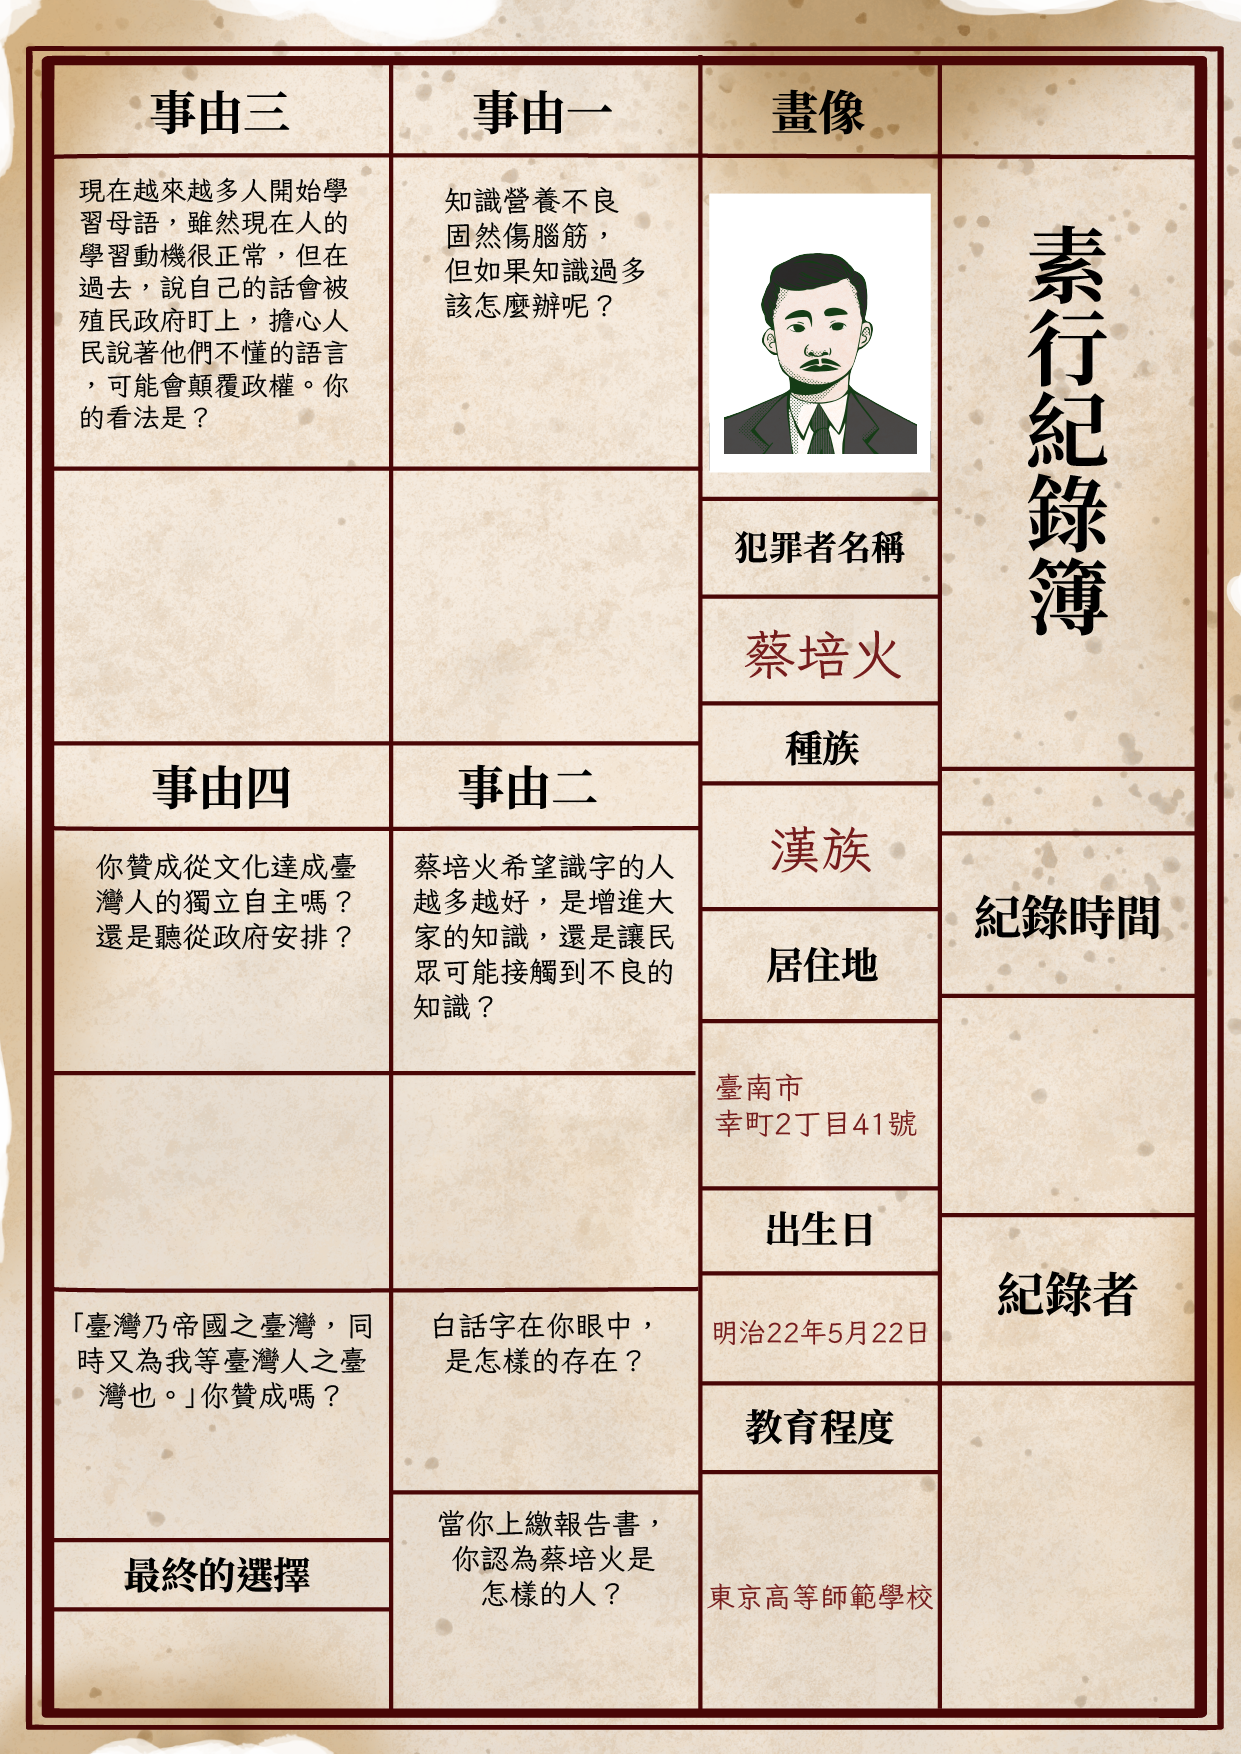 素行紀錄簿
紀錄時間
紀錄者
畫像
犯罪者名稱
蔡培火
種族
漢族
居住地
臺南市
幸町2丁目41號
出生日
明治22年5月22日
教育程度
東京高等師範學校
事由一
知識營養不良
固然傷腦筋，
但如果知識過多
該怎麼辦呢？
事由二
蔡培火希望識字的人
越多越好，是增進大
家的知識，還是讓民
眾可能接觸到不良的
知識？
白話字在你眼中，
是怎樣的存在？
當你上繳報告書，
你認為蔡培火是
怎樣的人？
事由三
現在越來越多人開始學
習母語，雖然現在人的
學習動機很正常，但在
過去，說自己的話會被
殖民政府盯上，擔心人
民說著他們不懂的語言
，可能會顛覆政權。你
的看法是？
事由四
你贊成從文化達成臺
灣人的獨立自主嗎？
還是聽從政府安排？
「臺灣乃帝國之臺灣，同
時又為我等臺灣人之臺
灣也。」你贊成嗎？
最終的選擇